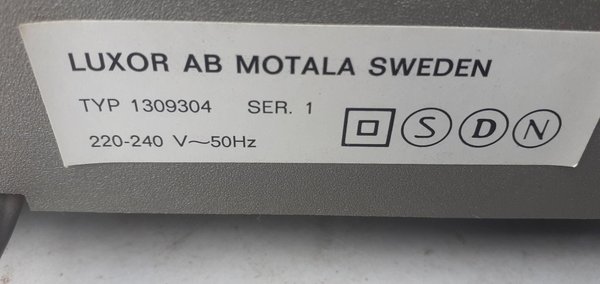 LUXOR AB MOTALA SWEDEN
TYP 1309304 SER. 1
220-240 V~50Hz S D N